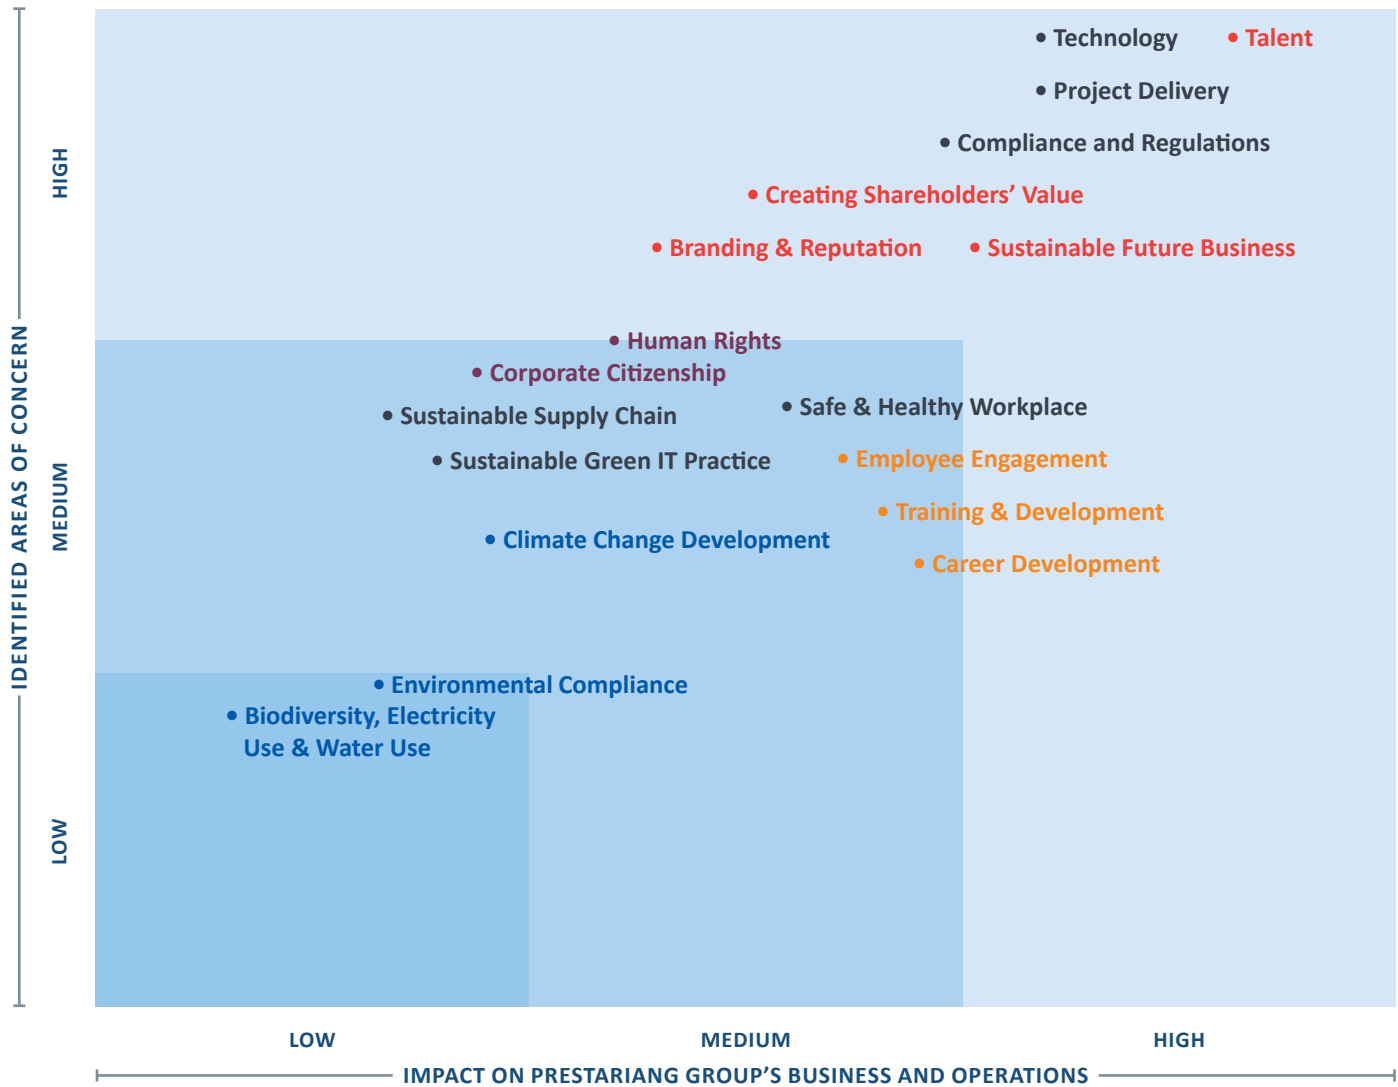 • Technology
• Talent
• Project Delivery
• Compliance and Regulations
• Creating Shareholders’ Value
• Branding & Reputation
• Sustainable Future Business
• Human Rights
• Corporate Citizenship
• Sustainable Supply Chain
• Safe & Healthy Workplace
• Sustainable Green IT Practice
• Employee Engagement
• Training & Development
• Climate Change Development
• Career Development
• Environmental Compliance
• Biodiversity, Electricity
Use & Water Use
IDENTIFIED AREAS OF CONCERN
HIGH
MEDIUM
LOW
LOW
MEDIUM
HIGH
IMPACT ON PRESTARIANG GROUP’S BUSINESS AND OPERATIONS